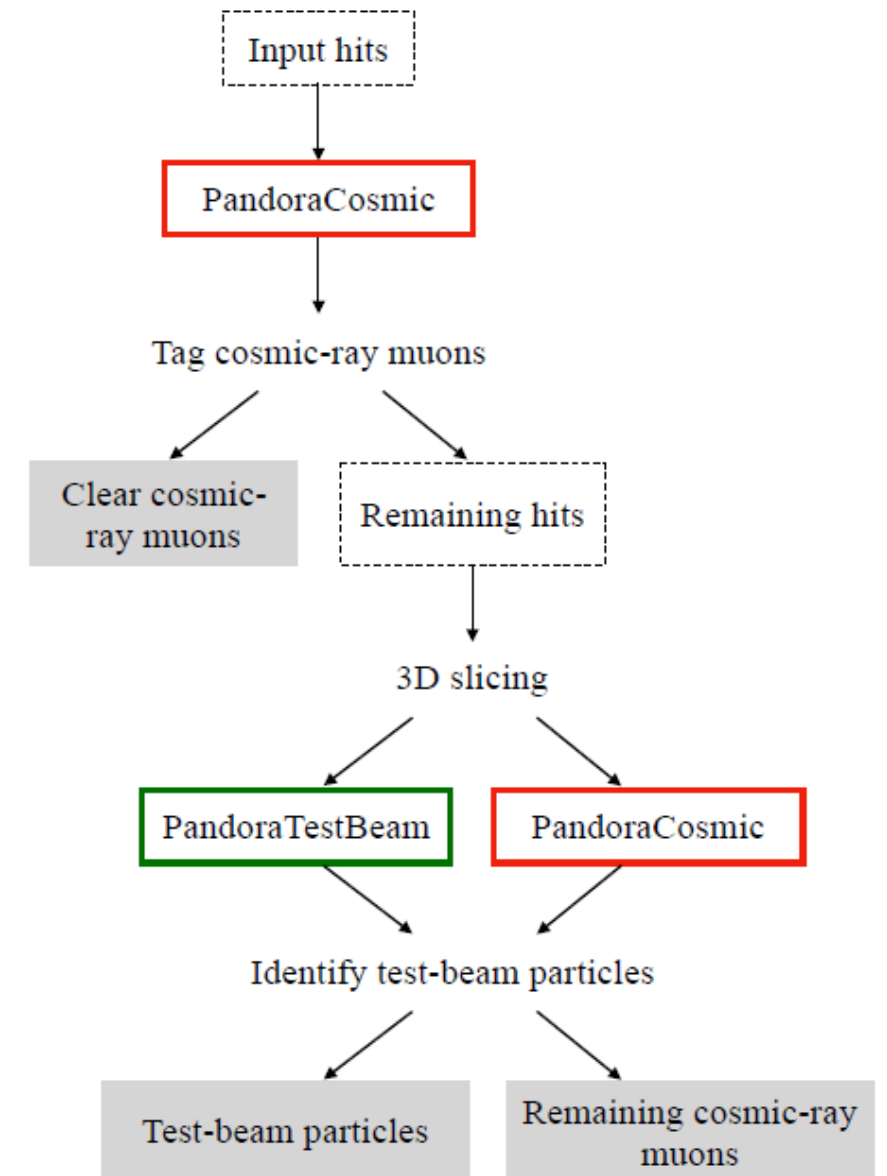 Input hits
PandoraCosmic
Tag cosmic-ray muons
Clear cosmic-
ray muons
Remaining hits
3D slicing
PandoraTestBeam
PandoraCosmic
Identify test-beam particles
Test-beam particles
Remaining cosmic-ray
muons